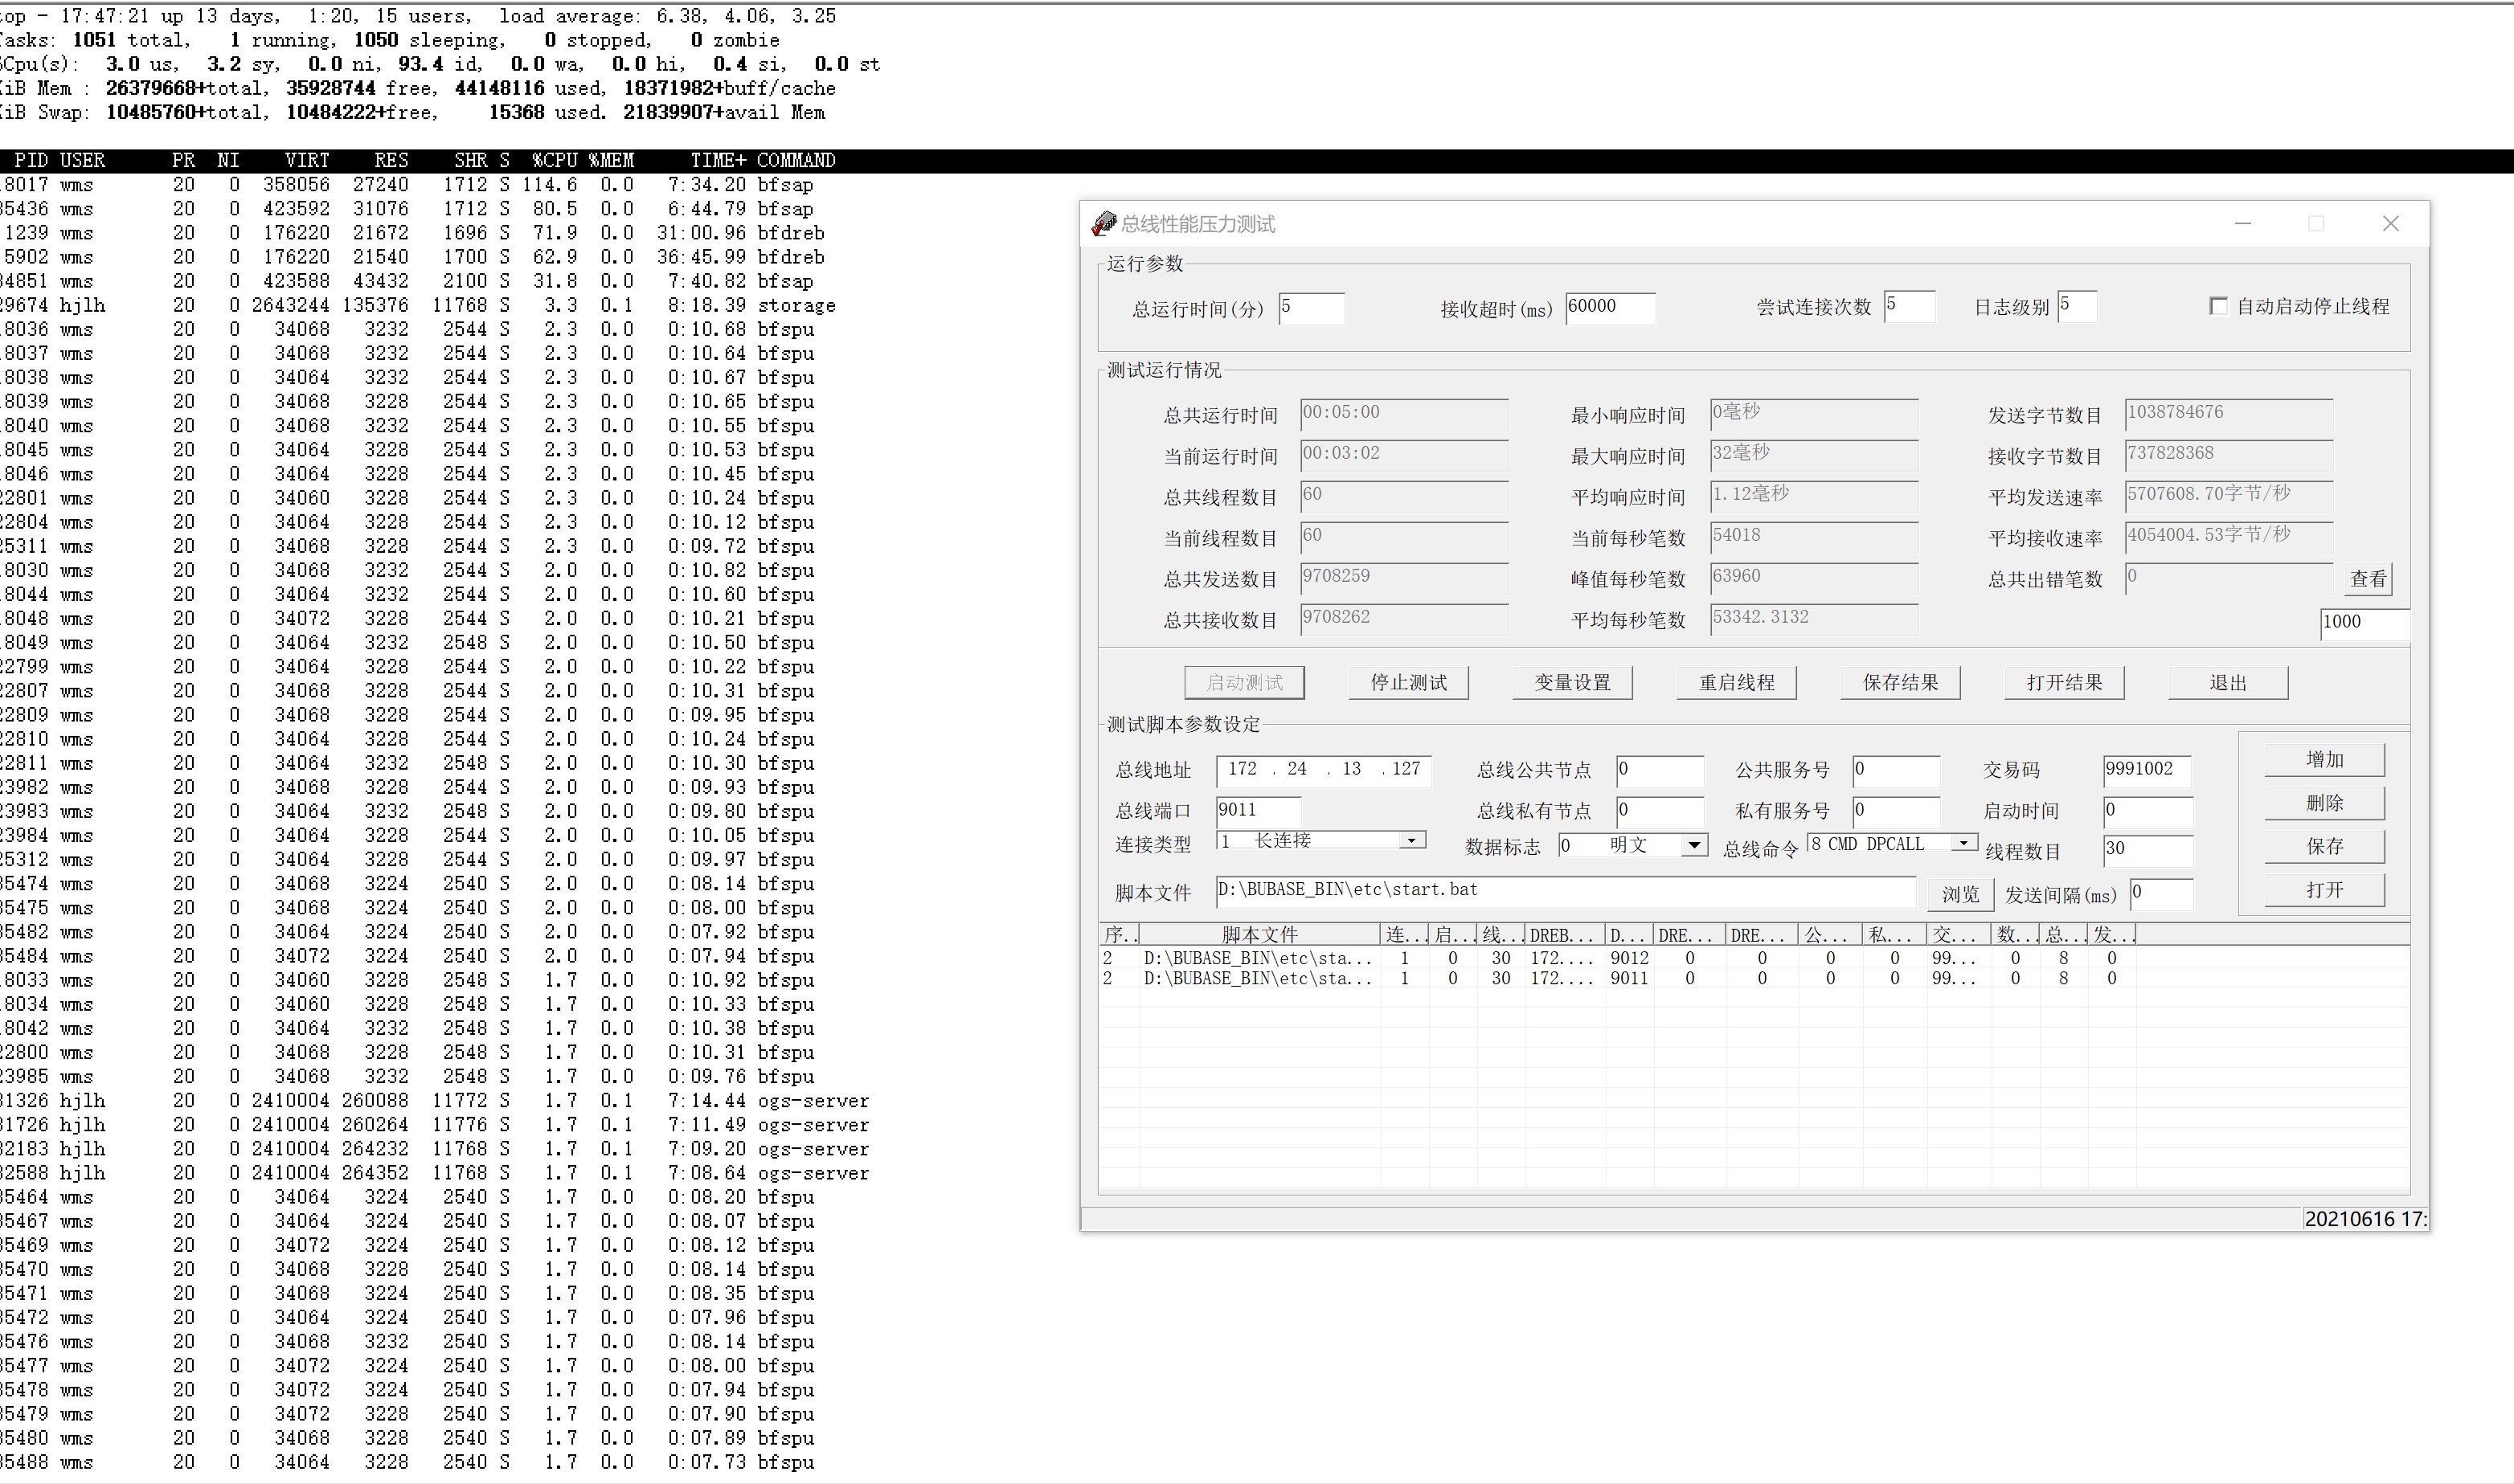 top - 17:47:21 up 13 days,  1:20, 15 users,  load average: 6.38, 4.06, 3.25
Tasks: 1051 total,   1 running, 1050 sleeping,   0 stopped,   0 zombie
%Cpu(s):  3.0 us,  3.2 sy,  0.0 ni, 93.4 id,  0.0 wa,  0.0 hi,  0.4 si,  0.0 st
KiB Mem : 26379668+total, 35928744 free, 44148116 used, 18371982+buff/cache
KiB Swap: 10485760+total, 10484222+free,    15368 used. 21839907+avail Mem
PID USER PR NI VIRT RES SHR S %CPU %MEM TIME+ COMMAND
8017 wms 20 0 358056 27240 1712 S 114.6 0.0 7:34.20 bfsap
35436 wms 20 0 423592 31076 1712 S 80.5 0.0 6:44.79 bfsap
1239 wms 20 0 176220 21672 1696 S 71.9 0.0 31:00.96 bfdreb
5902 wms 20 0 176220 21540 1700 S 62.9 0.0 36:45.99 bfdreb
34851 wms 20 0 423588 43432 2100 S 31.8 0.0 7:40.82 bfsap
29674 hjlh 20 0 2643244 135376 11768 S 3.3 0.1 8:18.39 storage
8036 wms 20 0 34068 3232 2544 S 2.3 0.0 0:10.68 bfspu
8037 wms 20 0 34068 3232 2544 S 2.3 0.0 0:10.64 bfspu
8038 wms 20 0 34064 3232 2544 S 2.3 0.0 0:10.67 bfspu
8039 wms 20 0 34068 3228 2544 S 2.3 0.0 0:10.65 bfspu
8040 wms 20 0 34068 3232 2544 S 2.3 0.0 0:10.55 bfspu
8045 wms 20 0 34064 3228 2544 S 2.3 0.0 0:10.53 bfspu
8046 wms 20 0 34064 3228 2544 S 2.3 0.0 0:10.45 bfspu
22801 wms 20 0 34060 3228 2544 S 2.3 0.0 0:10.24 bfspu
22804 wms 20 0 34064 3228 2544 S 2.3 0.0 0:10.12 bfspu
25311 wms 20 0 34068 3228 2544 S 2.3 0.0 0:09.72 bfspu
8030 wms 20 0 34068 3232 2544 S 2.0 0.0 0:10.82 bfspu
8044 wms 20 0 34064 3232 2544 S 2.0 0.0 0:10.60 bfspu
8048 wms 20 0 34072 3228 2544 S 2.0 0.0 0:10.21 bfspu
8049 wms 20 0 34064 3232 2548 S 2.0 0.0 0:10.50 bfspu
22799 wms 20 0 34064 3228 2544 S 2.0 0.0 0:10.22 bfspu
22807 wms 20 0 34068 3228 2544 S 2.0 0.0 0:10.31 bfspu
22809 wms 20 0 34068 3228 2544 S 2.0 0.0 0:09.95 bfspu
22810 wms 20 0 34064 3228 2544 S 2.0 0.0 0:10.24 bfspu
22811 wms 20 0 34064 3232 2548 S 2.0 0.0 0:10.30 bfspu
23982 wms 20 0 34068 3228 2544 S 2.0 0.0 0:09.93 bfspu
23983 wms 20 0 34064 3232 2548 S 2.0 0.0 0:09.80 bfspu
23984 wms 20 0 34064 3228 2544 S 2.0 0.0 0:10.05 bfspu
25312 wms 20 0 34064 3228 2544 S 2.0 0.0 0:09.97 bfspu
35474 wms 20 0 34068 3224 2540 S 2.0 0.0 0:08.14 bfspu
35475 wms 20 0 34068 3224 2540 S 2.0 0.0 0:08.00 bfspu
35482 wms 20 0 34064 3224 2540 S 2.0 0.0 0:07.92 bfspu
35484 wms 20 0 34072 3224 2540 S 2.0 0.0 0:07.94 bfspu
8033 wms 20 0 34060 3228 2548 S 1.7 0.0 0:10.92 bfspu
8034 wms 20 0 34060 3228 2548 S 1.7 0.0 0:10.33 bfspu
8042 wms 20 0 34064 3232 2548 S 1.7 0.0 0:10.38 bfspu
22800 wms 20 0 34068 3228 2548 S 1.7 0.0 0:10.31 bfspu
23985 wms 20 0 34068 3232 2548 S 1.7 0.0 0:09.76 bfspu
31326 hjlh 20 0 2410004 260088 11772 S 1.7 0.1 7:14.44 ogs-server
31726 hjlh 20 0 2410004 260264 11776 S 1.7 0.1 7:11.49 ogs-server
32183 hjlh 20 0 2410004 264232 11768 S 1.7 0.1 7:09.20 ogs-server
32588 hjlh 20 0 2410004 264352 11768 S 1.7 0.1 7:08.64 ogs-server
35464 wms 20 0 34064 3224 2540 S 1.7 0.0 0:08.20 bfspu
35467 wms 20 0 34064 3224 2540 S 1.7 0.0 0:08.07 bfspu
35469 wms 20 0 34072 3224 2540 S 1.7 0.0 0:08.12 bfspu
35470 wms 20 0 34068 3228 2540 S 1.7 0.0 0:08.14 bfspu
35471 wms 20 0 34068 3224 2540 S 1.7 0.0 0:08.35 bfspu
35472 wms 20 0 34064 3224 2540 S 1.7 0.0 0:07.96 bfspu
35476 wms 20 0 34068 3232 2540 S 1.7 0.0 0:08.14 bfspu
35477 wms 20 0 34072 3224 2540 S 1.7 0.0 0:08.00 bfspu
35478 wms 20 0 34072 3224 2540 S 1.7 0.0 0:07.94 bfspu
35479 wms 20 0 34072 3228 2540 S 1.7 0.0 0:07.90 bfspu
35480 wms 20 0 34068 3228 2540 S 1.7 0.0 0:07.89 bfspu
35488 wms 20 0 34064 3228 2540 S 1.7 0.0 0:07.73 bfspu
总线性能压力测试
运行参数
总运行时间(分) 5 接收超时(ms) 60000 尝试连接次数 5 日志级别 5 自动启动停止线程
测试运行情况
总共运行时间 00:05:00 最小响应时间 0毫秒 发送字节数目 1038784676
当前运行时间 00:03:02 最大响应时间 32毫秒 接收字节数目 737828368
总共线程数目 60 平均响应时间 1.12毫秒 平均发送速率 5707608.70字节/秒
当前线程数目 60 当前每秒笔数 54018 平均接收速率 4054004.53字节/秒
总共发送数目 9708259 峰值每秒笔数 63960 总共出错笔数 0 查看
总共接收数目 9708262 平均每秒笔数 53342.3132 1000
启动测试 停止测试 变量设置 重启线程 保存结果 打开结果 退出
测试脚本参数设定
总线地址 172 . 24 . 13 . 127 总线公共节点 0 公共服务号 0 交易码 9991002 增加
总线端口 9011 总线私有节点 0 私有服务号 0 启动时间 0 删除
连接类型 1 长连接 数据标志 0 明文 总线命令 8 CMD DPCALL 线程数目 30 保存
脚本文件 D:\BUBASE_BIN\etc\start.bat 浏览 发送间隔(ms) 0 打开
序... 脚本文件 连... 启... 线... DREB... D... DRE... DRE... 公... 私... 交... 数... 总... 发...
2 D:\BUBASE_BIN\etc\sta... 1 0 30 172.... 9012 0 0 0 0 99... 0 8 0
2 D:\BUBASE_BIN\etc\sta... 1 0 30 172.... 9011 0 0 0 0 99... 0 8 0
20210616 17: